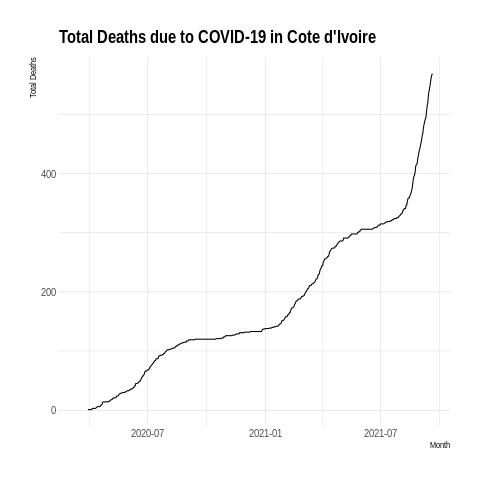 Total Deaths due to COVID-19 in Cote d'Ivoire
Total Deaths
400
200
0
2020-07
2021-01
2021-07
Month